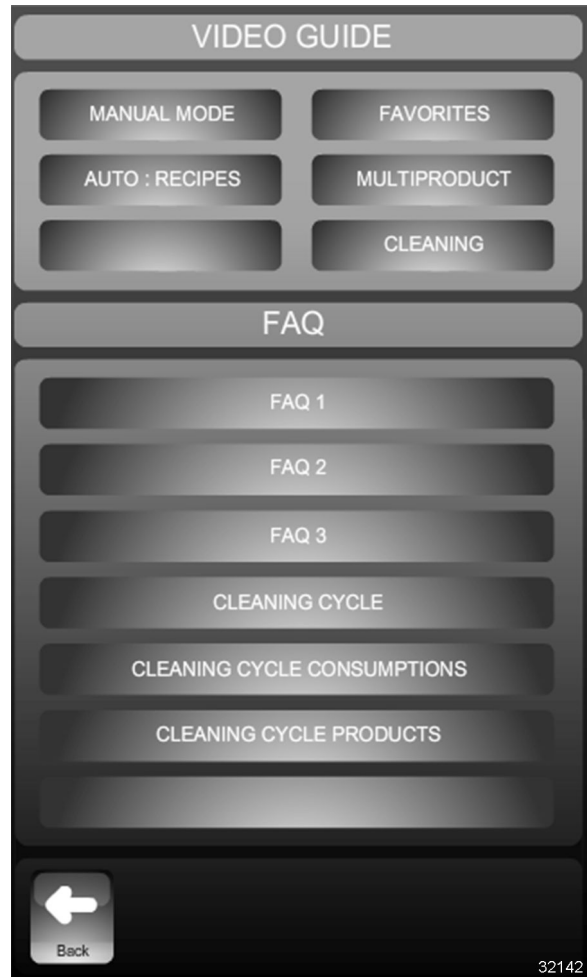 VIDEO GUIDE
MANUAL MODE
FAVORITES
AUTO : RECIPES
MULTIPRODUCT
CLEANING
FAQ
FAQ 1
FAQ 2
FAQ 3
CLEANING CYCLE
CLEANING CYCLE CONSUMPTIONS
CLEANING CYCLE PRODUCTS
Back
32142